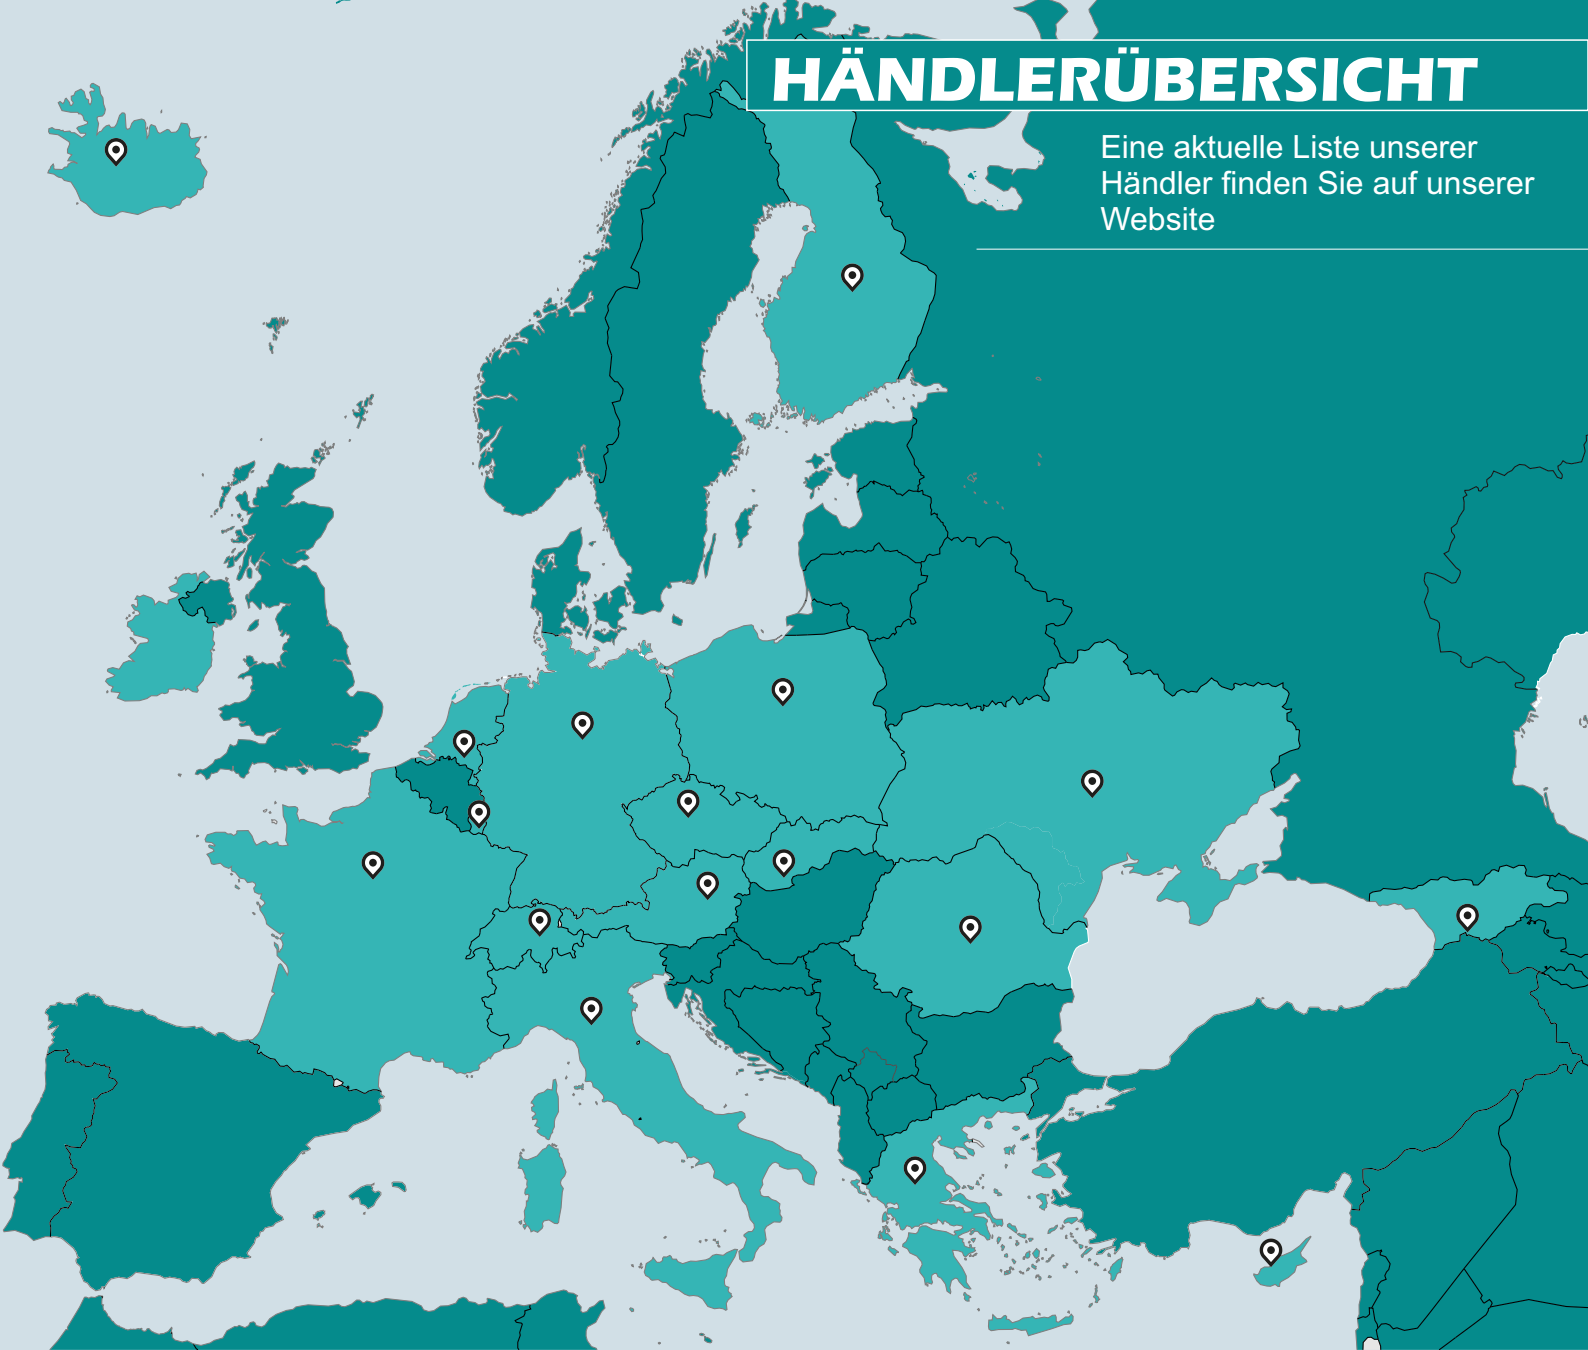 HÄNDLERÜBERSICHT
Eine aktuelle Liste unserer
Händler finden Sie auf unserer
Website